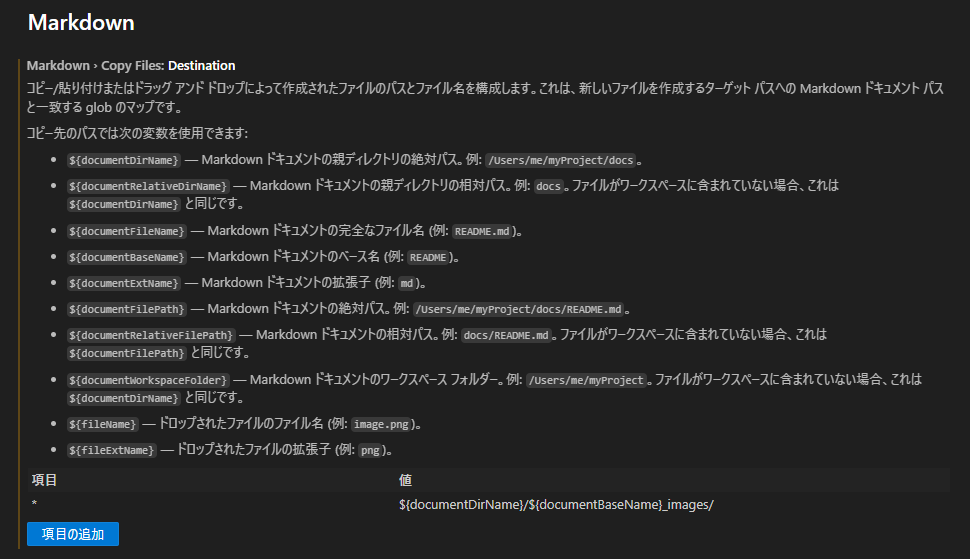 Markdown
Markdown › Copy Files: Destination
コピー/貼り付けまたはドラッグ アンド ドロップによって作成されたファイルのパスとファイル名を構成します。これは、新しいファイルを作成するターゲット パスへの Markdown ドキュメント パス
と一致する glob のマップです。
コピー先のパスでは次の変数を使用できます:
• ${documentDirName} — Markdown ドキュメントの親ディレクトリの絶対パス。例: /Users/me/myProject/docs。
• ${documentRelativeDirName} — Markdown ドキュメントの親ディレクトリの相対パス。例: docs。ファイルがワークスペースに含まれていない場合、これは
${documentDirName} と同じです。
• ${documentFileName} — Markdown ドキュメントの完全なファイル名 (例: README.md)。
• ${documentBaseName} — Markdown ドキュメントのベース名 (例: README)。
• ${documentExtName} — Markdown ドキュメントの拡張子 (例: md)。
• ${documentFilePath} — Markdown ドキュメントの絶対パス。例: /Users/me/myProject/docs/README.md。
• ${documentRelativeFilePath} — Markdown ドキュメントの相対パス。例: docs/README.md。ファイルがワークスペースに含まれていない場合、これは
${documentFilePath} と同じです。
• ${documentWorkspaceFolder} — Markdown ドキュメントのワークスペース フォルダー。例: /Users/me/myProject。ファイルがワークスペースに含まれていない場合、これは
${documentDirName} と同じです。
• ${fileName} — ドロップされたファイルのファイル名 (例: image.png)。
• ${fileExtName} — ドロップされたファイルの拡張子 (例: png)。
項目 値
* ${documentDirName}/${documentBaseName}_images/
項目の追加